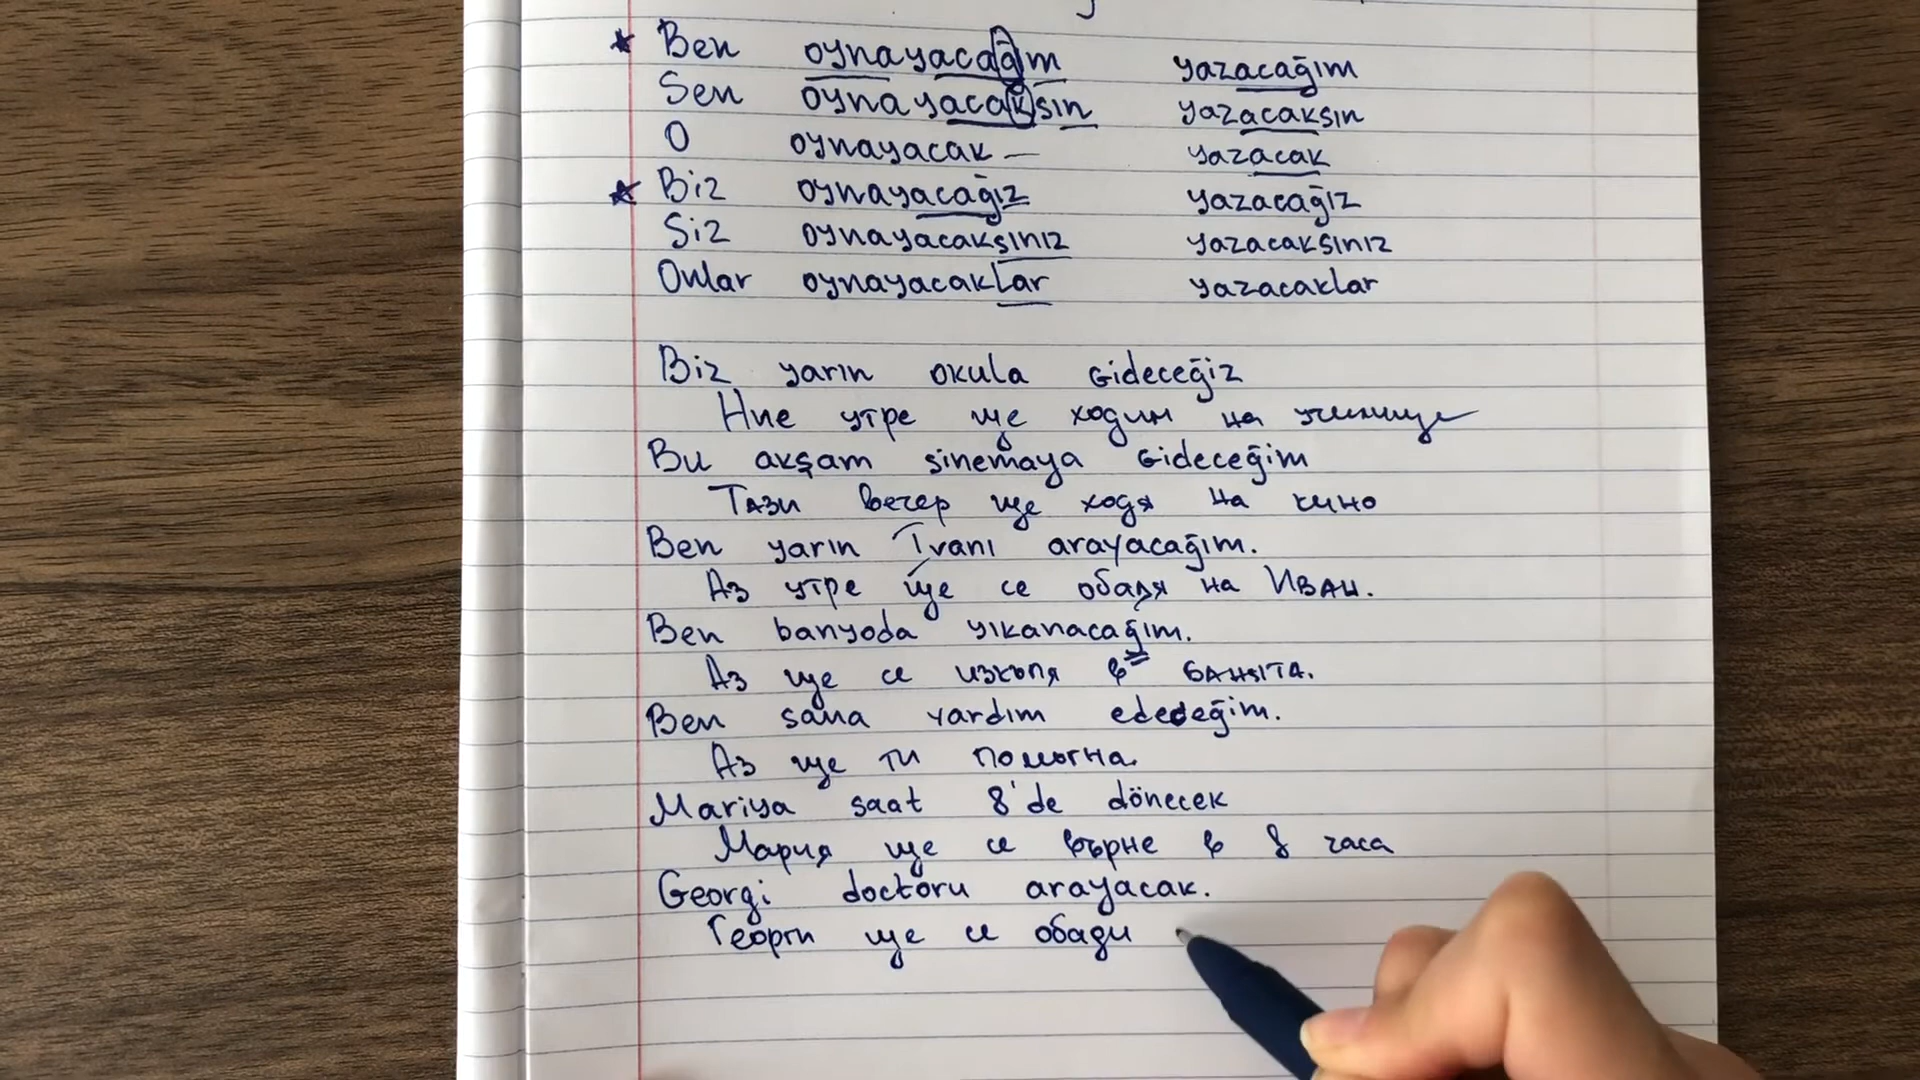 ★ Ben oynayacağım yazacağım
Sen oynayacaksın yazacaksın
O oynayacak — yazacak
★ Biz oynayacağız yazacağız
Siz oynayacaksınız yazacaksınız
Onlar oynayacaklar yazacaklar
Biz yarın okula gideceğiz
Ние утре ще ходим на училище
Bu akşam sinemaya gideceğim
Тази вечер ще ходя на кино
Ben yarın İvanı arayacağım.
Аз утре ще се обадя на Иван.
Ben banyoda yıkanacağım.
Аз ще се изкъпя в банята.
Ben sana yardım edeceğim.
Аз ще ти помогна.
Mariya saat 8'de dönecek
Мария ще се върне в 8 часа
Georgi doctoru arayacak.
Георги ще се обади